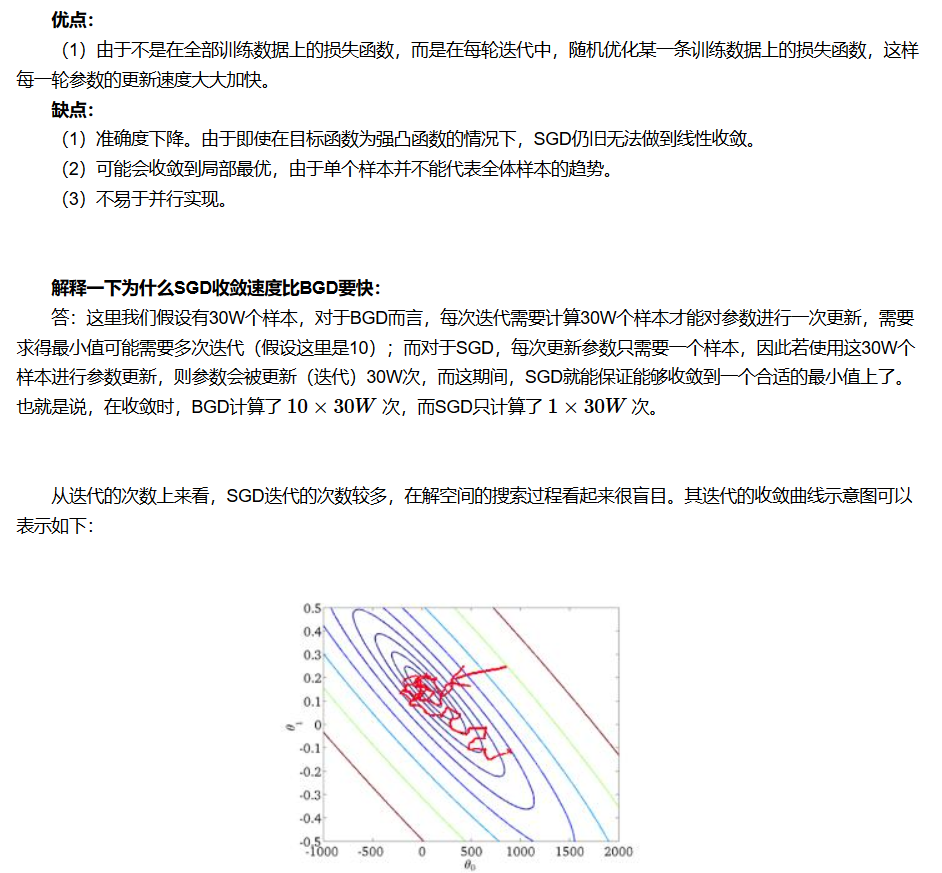 优点：
（1）由于不是在全部训练数据上的损失函数，而是在每轮迭代中，随机优化某一条训练数据上的损失函数，这样
每一轮参数的更新速度大大加快。
缺点：
（1）准确度下降。由于即使在目标函数为强凸函数的情况下，SGD仍旧无法做到线性收敛。
（2）可能会收敛到局部最优，由于单个样本并不能代表全体样本的趋势。
（3）不易于并行实现。
解释一下为什么SGD收敛速度比BGD要快：
答：这里我们假设有30W个样本，对于BGD而言，每次迭代需要计算30W个样本才能对参数进行一次更新，需要
求得最小值可能需要多次迭代（假设这里是10）；而对于SGD，每次更新参数只需要一个样本，因此若使用这30W个
样本进行参数更新，则参数会被更新（迭代）30W次，而这期间，SGD就能保证能够收敛到一个合适的最小值上了。
也就是说，在收敛时，BGD计算了 10 × 30W 次，而SGD只计算了 1 × 30W 次。
从迭代的次数上来看，SGD迭代的次数较多，在解空间的搜索过程看起来很盲目。其迭代的收敛曲线示意图可以
表示如下：
0.5
0.4
0.3
0.2
0.1
0
-0.1
-0.2
-0.3
-0.4
-0.5
θ1
-1000 -500 0 500 1000 1500 2000
θ0